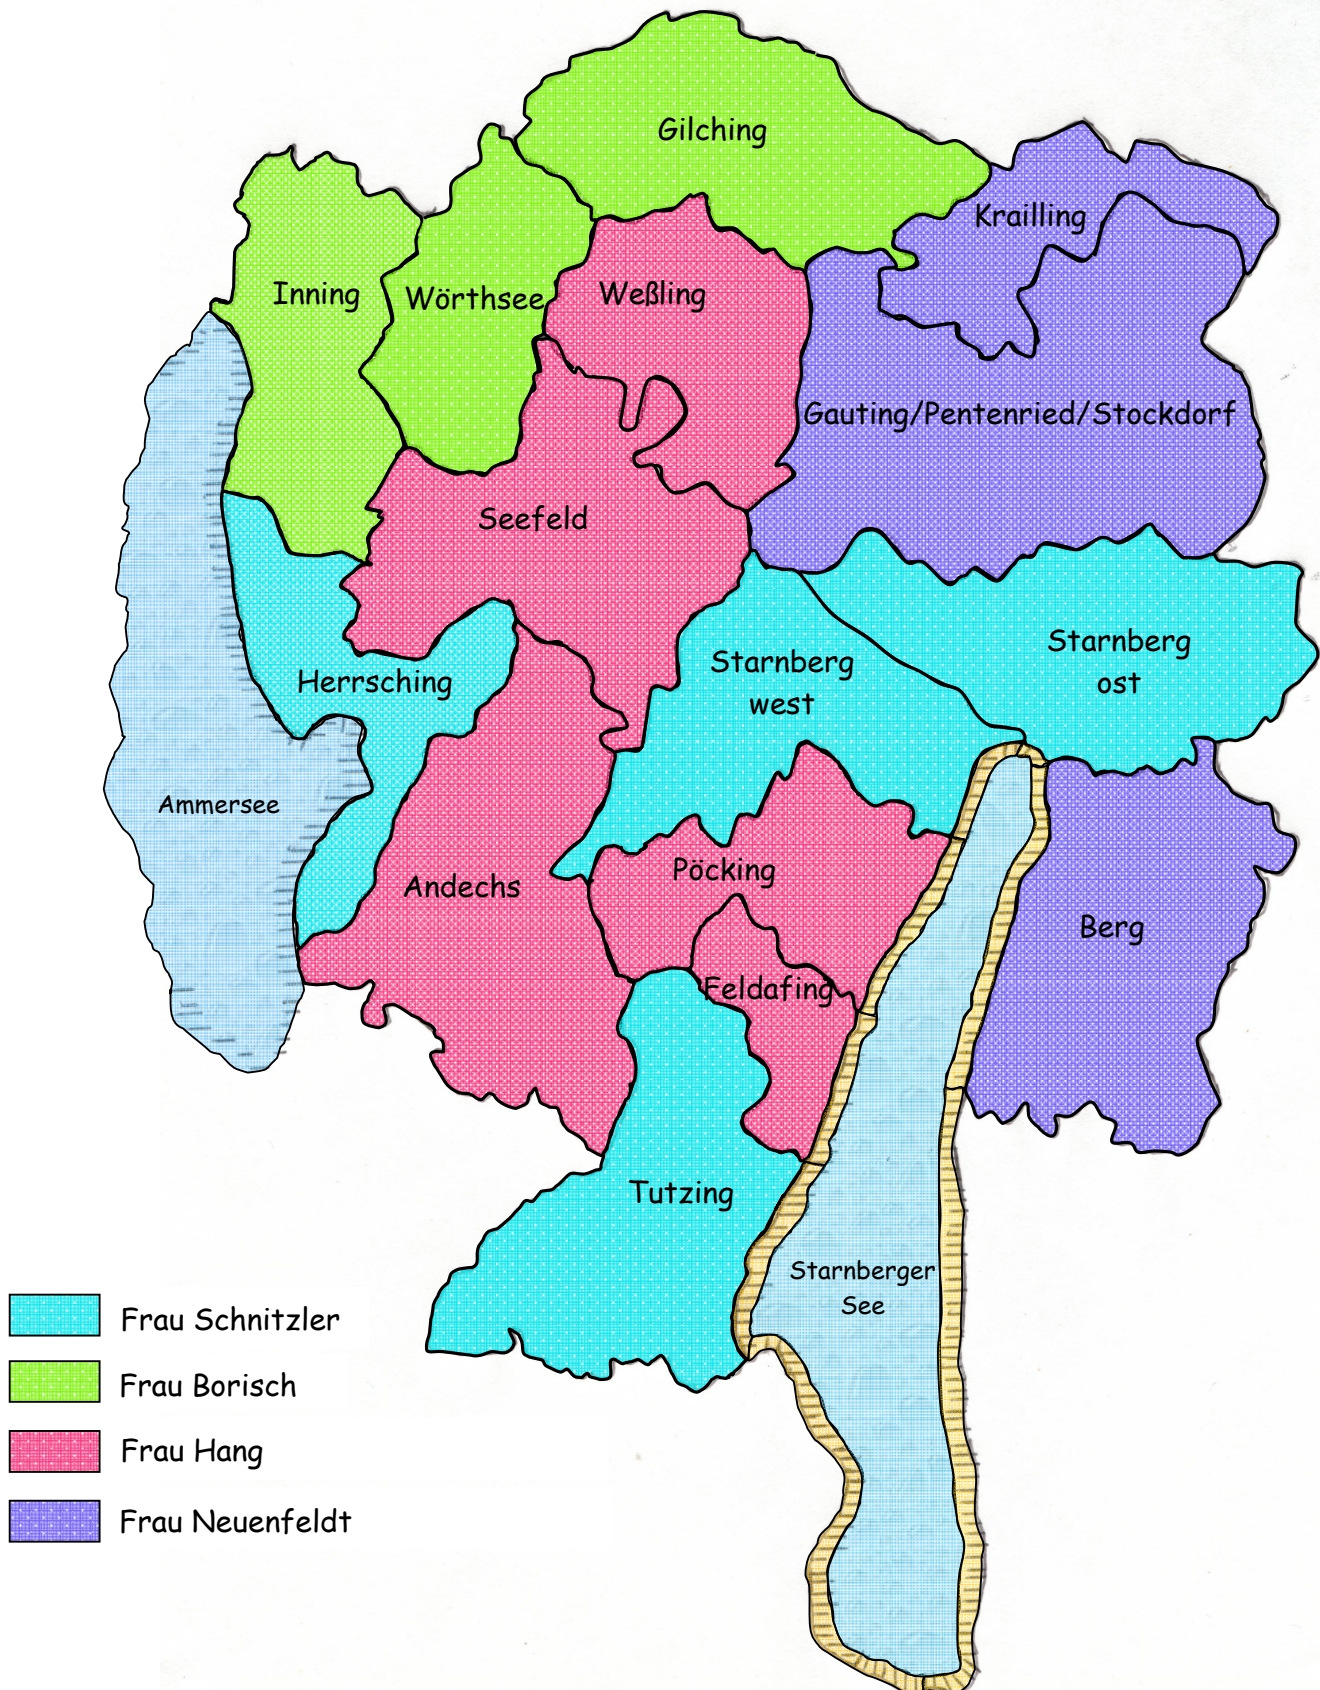 Gilching
Krailling
Inning
Wörthsee
Weßling
Gauting/Pentenried/Stockdorf
Seefeld
Starnberg
ost
Starnberg
west
Herrsching
Ammersee
Pöcking
Andechs
Berg
Feldafing
Tutzing
Starnberger
See
Frau Schnitzler
Frau Borisch
Frau Hang
Frau Neuenfeldt